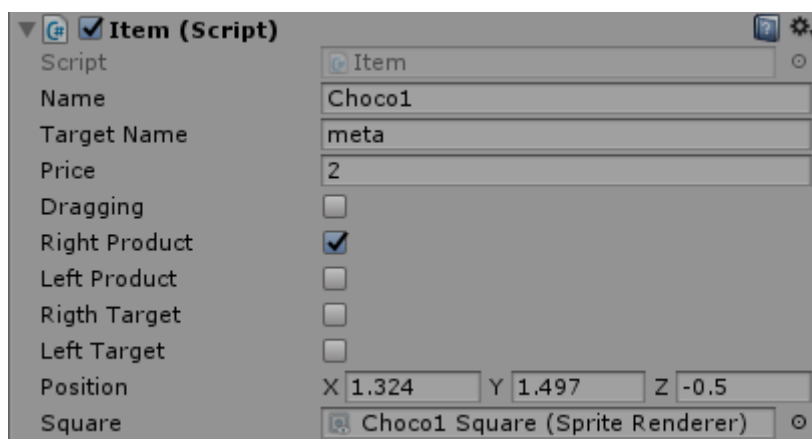 Item (Script)
Script Item
Name Choco1
Target Name meta
Price 2
Dragging
Right Product
Left Product
Rigth Target
Left Target
Position X 1.324 Y 1.497 Z -0.5
Square Choco1 Square (Sprite Renderer)